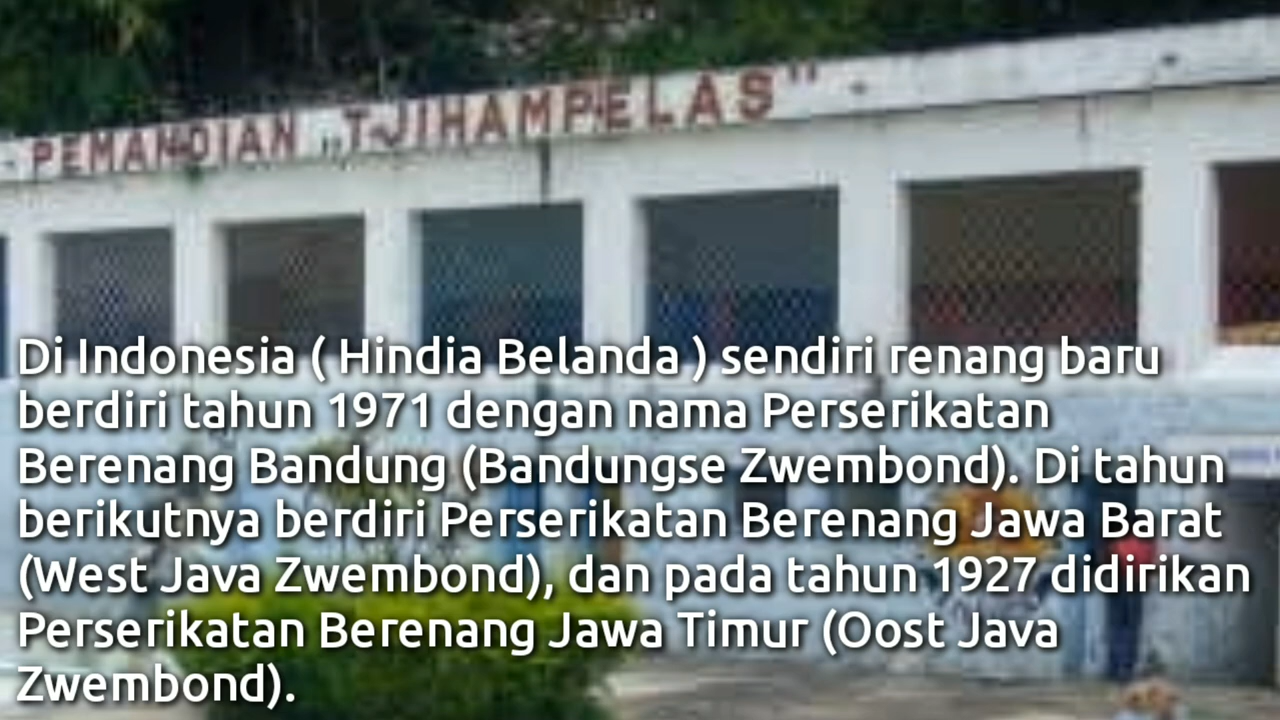 PEMANDIAN „TJIHAMPELAS"
Di Indonesia ( Hindia Belanda ) sendiri renang baru
berdiri tahun 1971 dengan nama Perserikatan
Berenang Bandung (Bandungse Zwembond). Di tahun
berikutnya berdiri Perserikatan Berenang Jawa Barat
(West Java Zwembond), dan pada tahun 1927 didirikan
Perserikatan Berenang Jawa Timur (Oost Java
Zwembond).